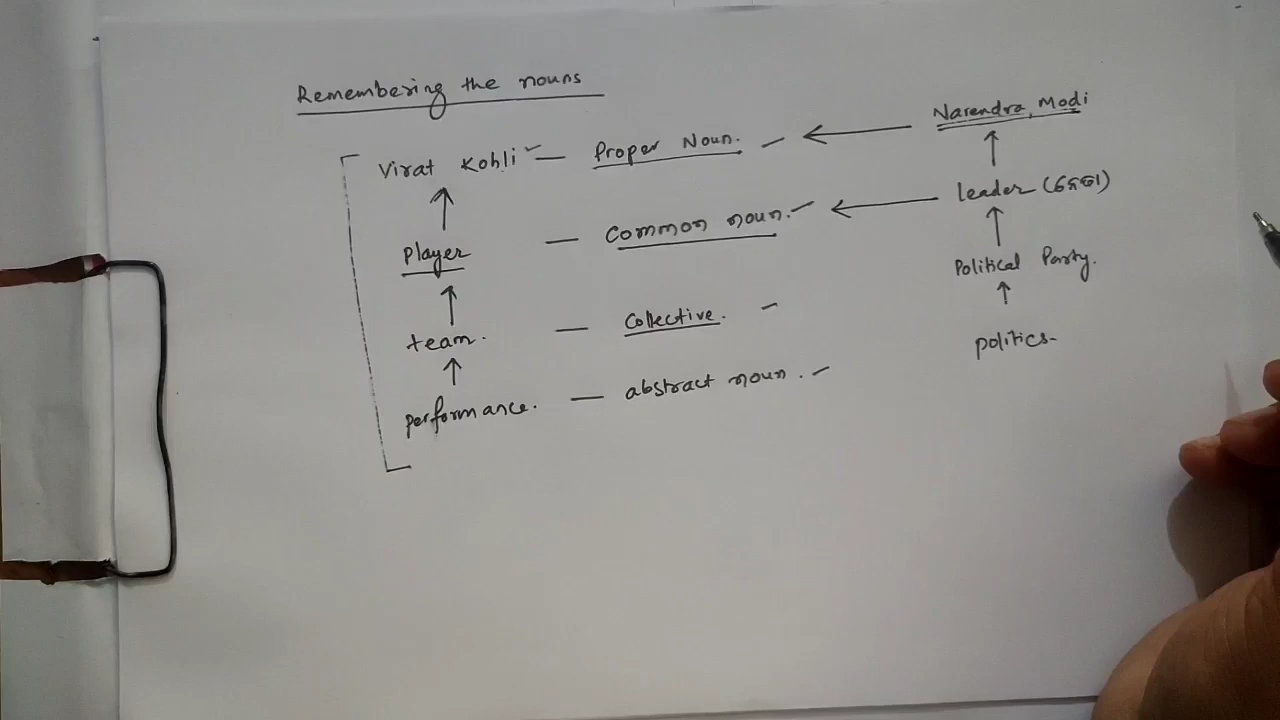 Remembering the nouns
Virat Kohli — Proper Noun. ← Narendra Modi
↑ ↑
Player — Common noun. ← leader (ନେତା)
↑ ↑
team. — Collective. Political Party.
↑ ↑
performance. — abstract noun. politics.